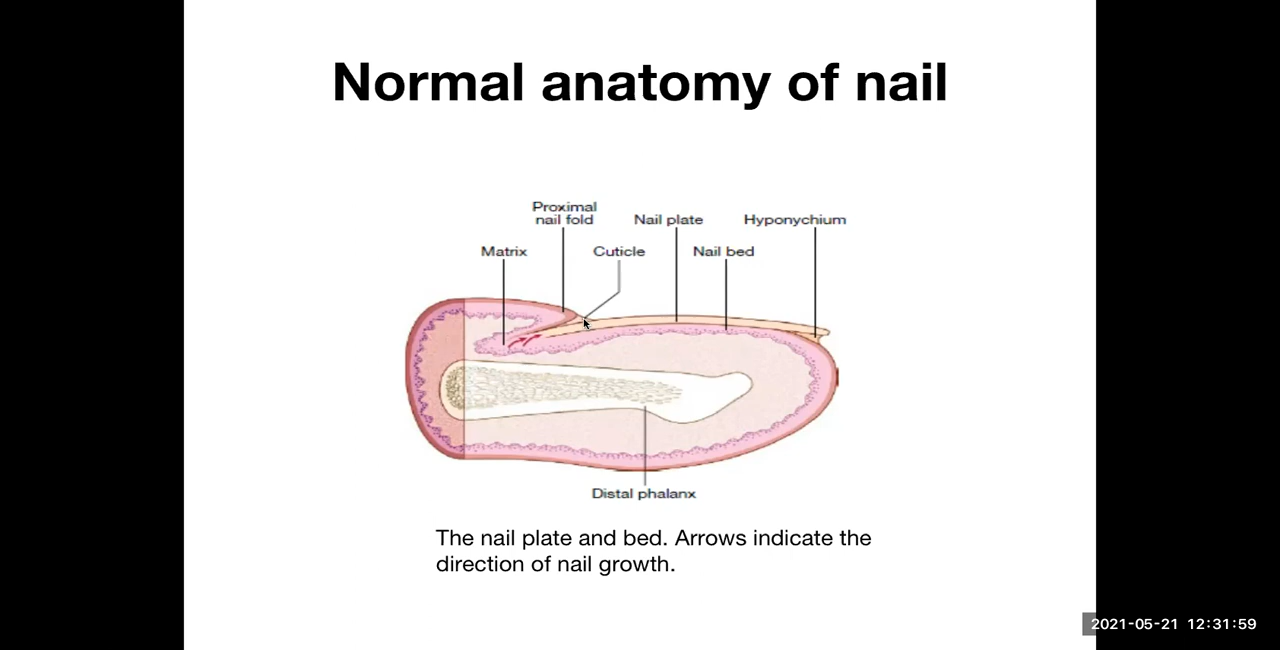 Normal anatomy of nail
Proximal
nail fold
Nail plate
Hyponychium
Matrix
Cuticle
Nail bed
Distal phalanx
The nail plate and bed. Arrows indicate the
direction of nail growth.
2021-05-21 12:31:59